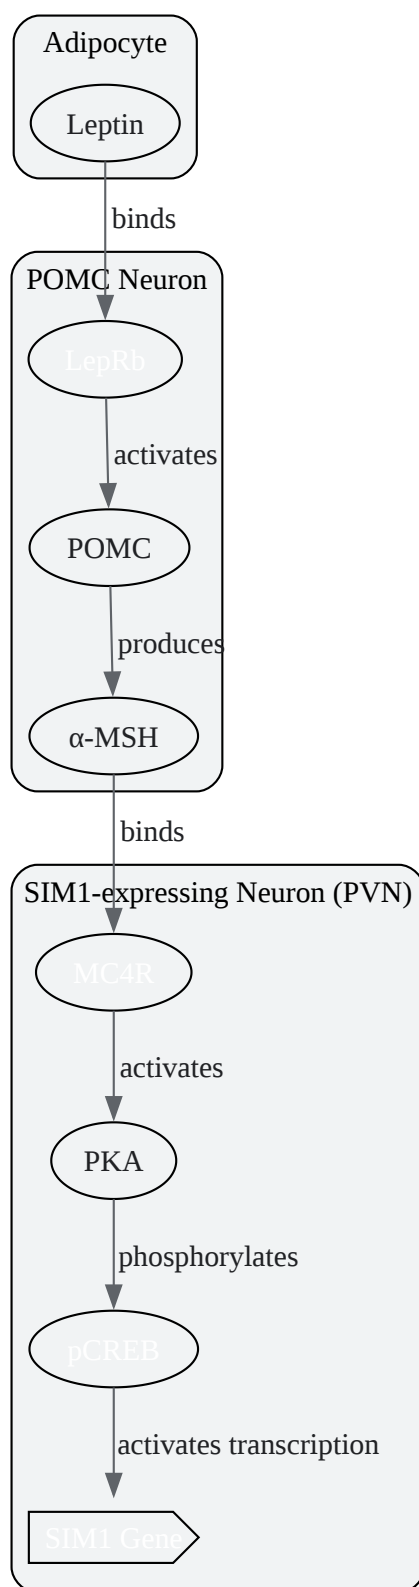 Adipocyte
Leptin
binds
POMC Neuron
LepRb
activates
POMC
produces
α-MSH
binds
SIM1-expressing Neuron (PVN)
MC4R
activates
PKA
phosphorylates
pCREB
activates transcription
SIM1 Gene